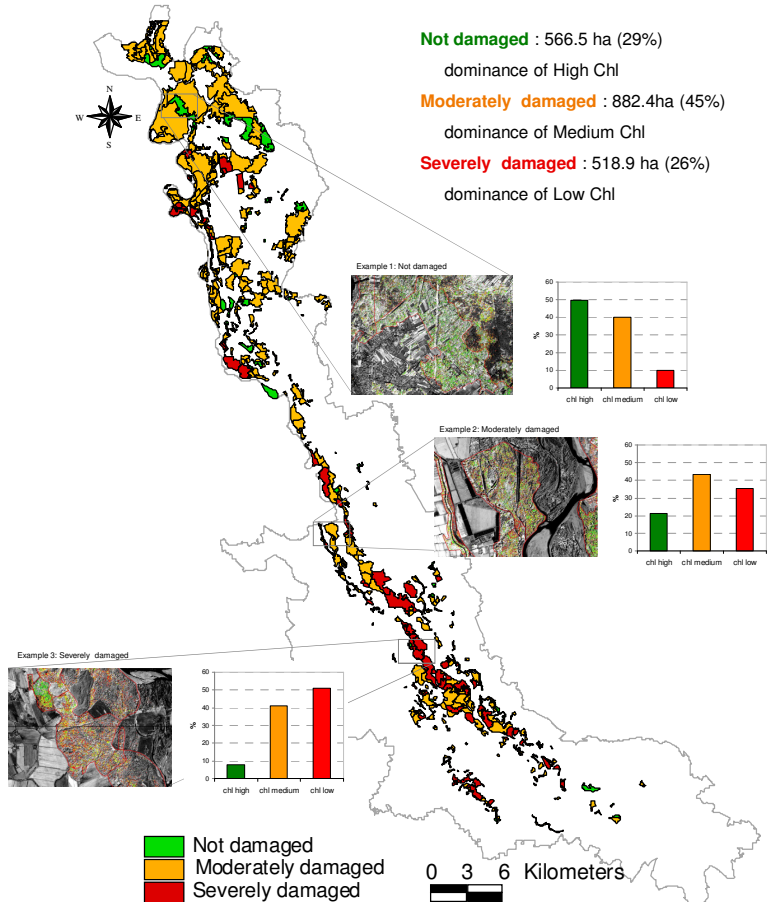 Not damaged : 566.5 ha (29%)
dominance of High Chl
Moderately damaged : 882.4ha (45%)
dominance of Medium Chl
Severely damaged : 518.9 ha (26%)
dominance of Low Chl
N
W E
S
Example 1: Not damaged
60
50
40
30
20
10
0
%
chl high chl medium chl low
Example 2: Moderately damaged
60
50
40
30
20
10
0
%
chl high chl medium chl low
Example 3: Severely damaged
60
50
40
30
20
10
0
%
chl high chl medium chl low
Not damaged
Moderately damaged
Severely damaged
0 3 6 Kilometers